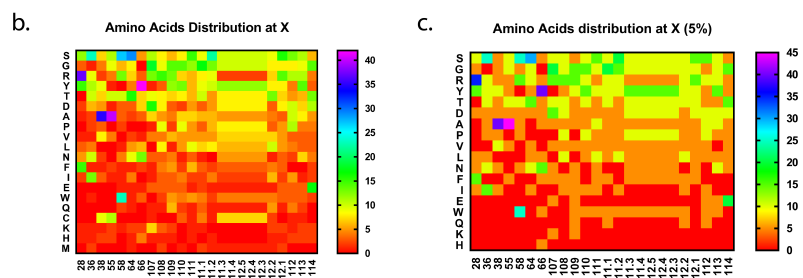 b.
Amino Acids Distribution at X
S
G
R
Y
T
D
A
P
V
L
N
F
I
E
W
Q
C
K
H
M
28 36 38 55 58 64 66 107 108 109 110 111 11.1 11.2 11.3 11.4 12.5 12.4 12.3 12.2 12.1 112 113 114
40
35
30
25
20
15
10
5
0
c.
Amino Acids distribution at X (5%)
S
G
R
Y
T
D
A
P
V
L
N
F
I
E
W
Q
K
H
28 36 38 55 58 64 66 107 108 109 110 111 11.1 11.2 11.3 11.4 12.5 12.4 12.3 12.2 12.1 112 113 114
45
40
35
30
25
20
15
10
5
0